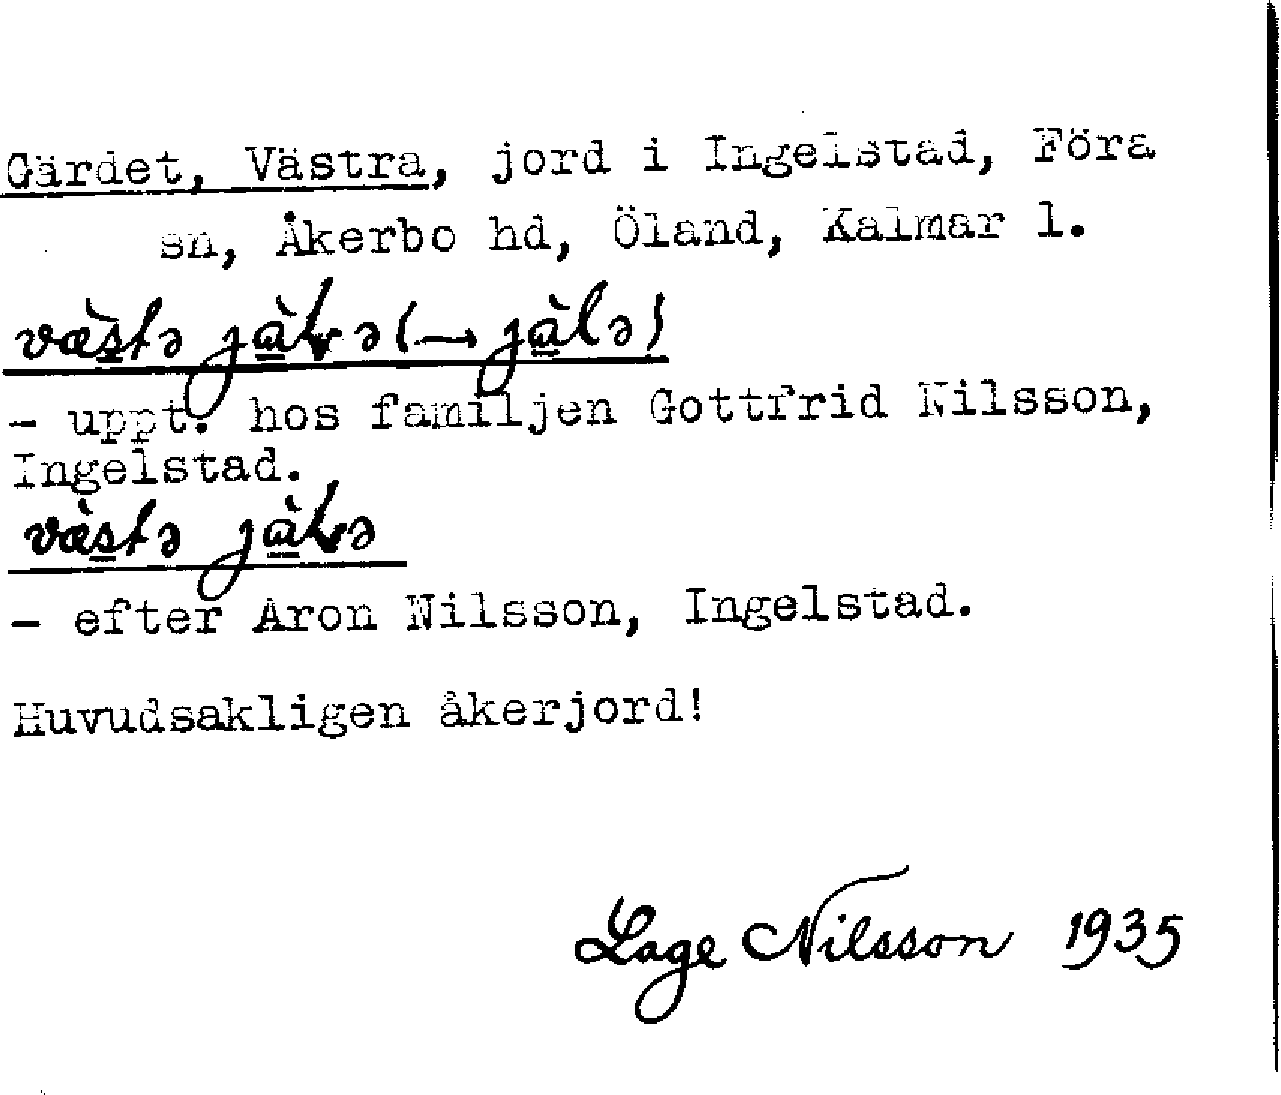 Gärdet, Västra, jord i Ingelstad, Föra
sn, Åkerbo hd, Öland, Kalmar l.
– uppt. hos familjen Gottfrid Nilsson,
Ingelstad.
– efter Aron Nilsson, Ingelstad.
Huvudsakligen åkerjord!
Lage Nilsson 1935